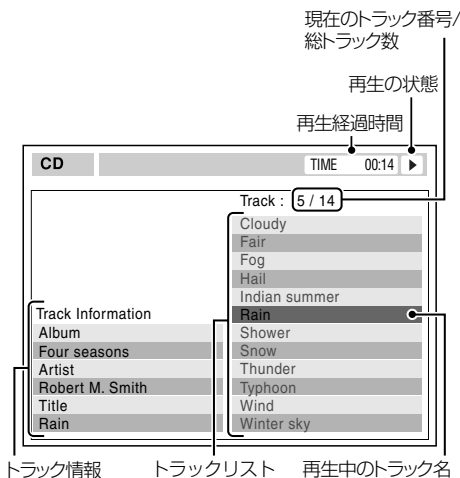 現在のトラック番号/
総トラック数
再生の状態
再生経過時間
CD
TIME 00:14
Track : 5 / 14
Cloudy
Fair
Fog
Hail
Indian summer
Rain
Shower
Snow
Thunder
Typhoon
Wind
Winter sky
Track Information
Album
Four seasons
Artist
Robert M. Smith
Title
Rain
トラック情報
トラックリスト
再生中のトラック名